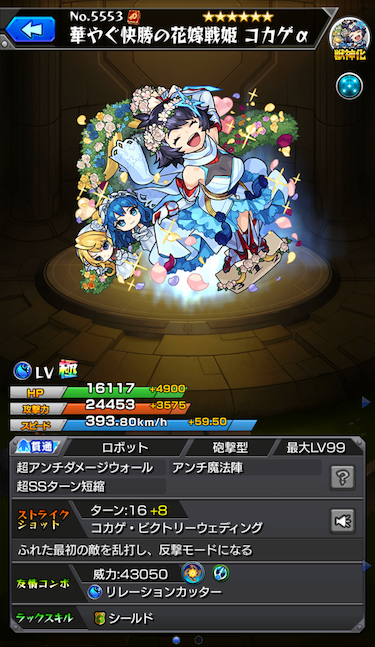 No.5553 ★★★★★★
華やぐ快勝の花嫁戦姫 コカゲα
獣神化
LV 極
HP 16117 +4900
攻撃力 24453 +3575
スピード 393.80km/h +59.50
貫通 ロボット 砲撃型 最大LV99
超アンチダメージウォール アンチ魔法陣
超SSターン短縮
?
ストライクショット ターン:16 +8
コカゲ・ビクトリーウェディング
ふれた最初の敵を乱打し、反撃モードになる
友情コンボ 威力:43050
リレーションカッター
ラックスキル シールド